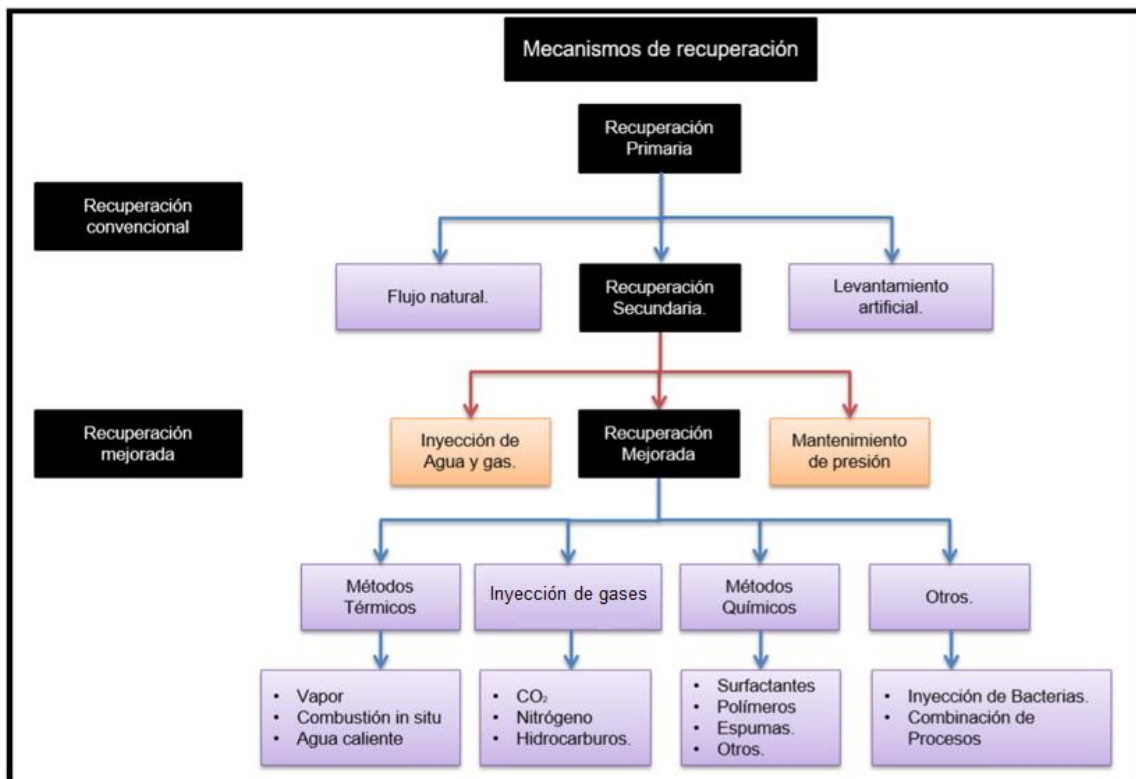 Mecanismos de recuperación
Recuperación
Primaria
Recuperación
convencional
Flujo natural.
Recuperación
Secundaria.
Levantamiento
artificial.
Recuperación
mejorada
Inyección de
Agua y gas.
Recuperación
Mejorada
Mantenimiento
de presión
Métodos
Térmicos
Inyección de gases
Métodos
Químicos
Otros.
• Vapor
• Combustión in situ
• Agua caliente
• CO₂
• Nitrógeno
• Hidrocarburos.
• Surfactantes
• Polímeros
• Espumas.
• Otros.
• Inyección de Bacterias.
• Combinación de
Procesos